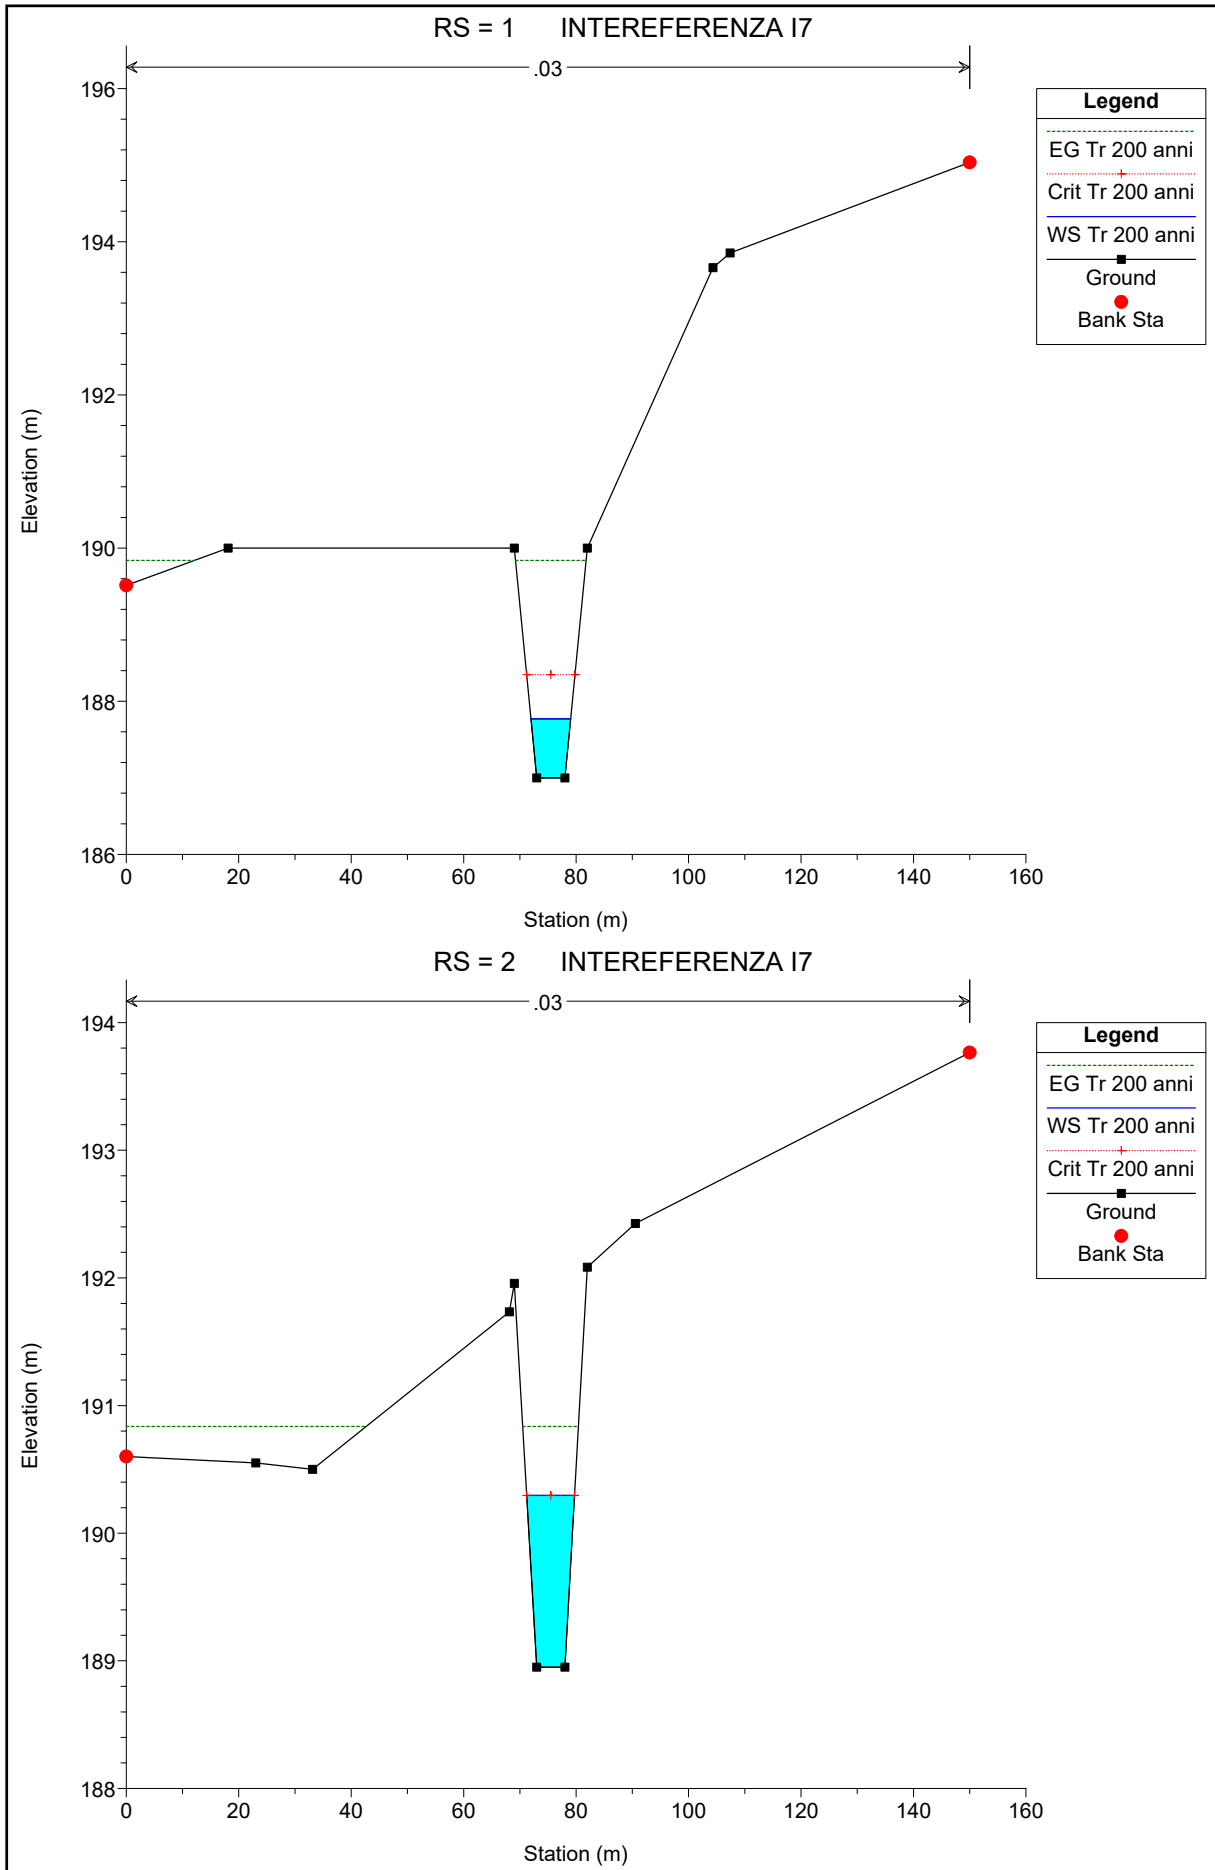 RS = 1 INTEREFERENZA I7
.03
196
194
192
190
188
186
Elevation (m)
0 20 40 60 80 100 120 140 160
Station (m)
Legend
EG Tr 200 anni
Crit Tr 200 anni
WS Tr 200 anni
Ground
Bank Sta
RS = 2 INTEREFERENZA I7
.03
194
193
192
191
190
189
188
Elevation (m)
0 20 40 60 80 100 120 140 160
Station (m)
Legend
EG Tr 200 anni
WS Tr 200 anni
Crit Tr 200 anni
Ground
Bank Sta